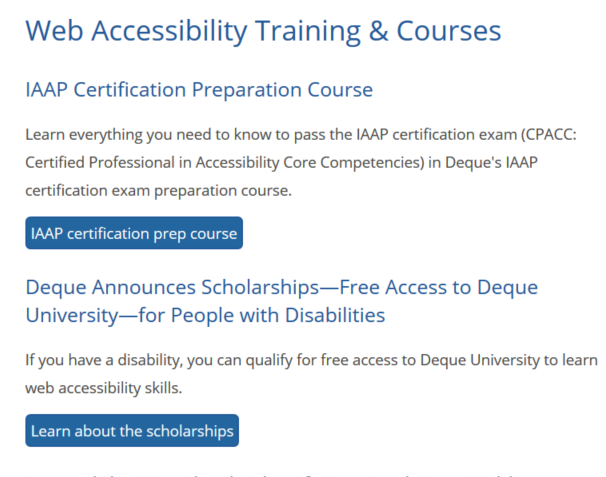 Web Accessibility Training & Courses
IAAP Certification Preparation Course
Learn everything you need to know to pass the IAAP certification exam (CPACC:
Certified Professional in Accessibility Core Competencies) in Deque's IAAP
certification exam preparation course.
IAAP certification prep course
Deque Announces Scholarships—Free Access to Deque
University—for People with Disabilities
If you have a disability, you can qualify for free access to Deque University to learn
web accessibility skills.
Learn about the scholarships